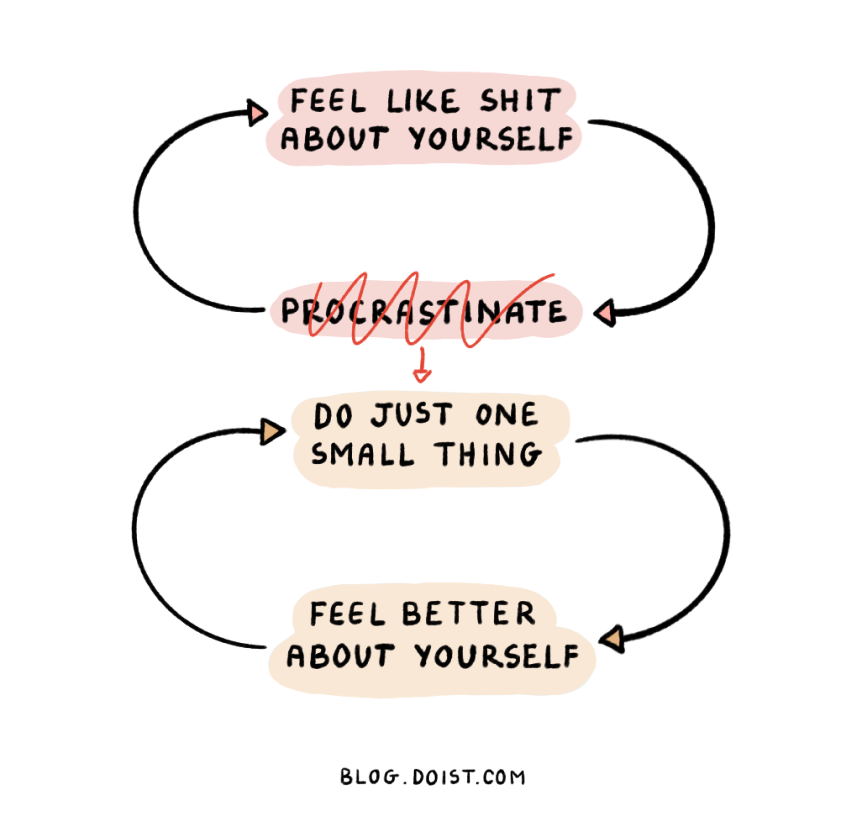 FEEL LIKE SHIT
ABOUT YOURSELF
PROCRASTINATE
DO JUST ONE
SMALL THING
FEEL BETTER
ABOUT YOURSELF
BLOG.DOIST.COM